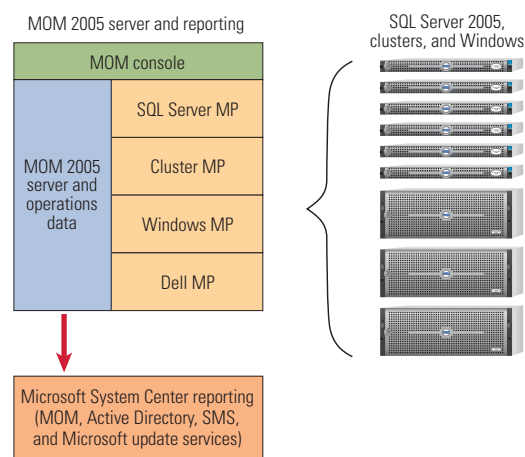 MOM 2005 server and reporting
MOM console
MOM 2005
server and
operations
data
SQL Server MP
Cluster MP
Windows MP
Dell MP
Microsoft System Center reporting
(MOM, Active Directory, SMS,
and Microsoft update services)
SQL Server 2005,
clusters, and Windows